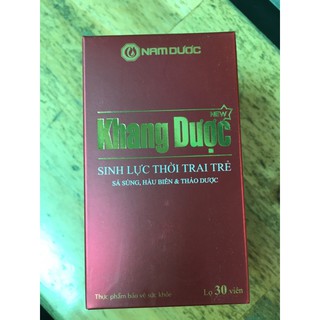 NAM DƯỢC
NEW
Khang Dược
SINH LỰC THỜI TRAI TRẺ
SÁ SÙNG, HÀU BIỂN & THẢO DƯỢC
Thực phẩm bảo vệ sức khỏe
Lọ 30 viên